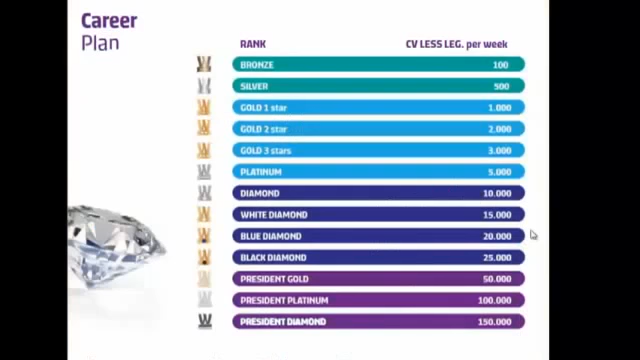 Career
Plan
RANK CV LESS LEG. per week
BRONZE 100
SILVER 500
GOLD 1 star 1.000
GOLD 2 star 2.000
GOLD 3 stars 3.000
PLATINUM 5.000
DIAMOND 10.000
WHITE DIAMOND 15.000
BLUE DIAMOND 20.000
BLACK DIAMOND 25.000
PRESIDENT GOLD 50.000
PRESIDENT PLATINUM 100.000
PRESIDENT DIAMOND 150.000